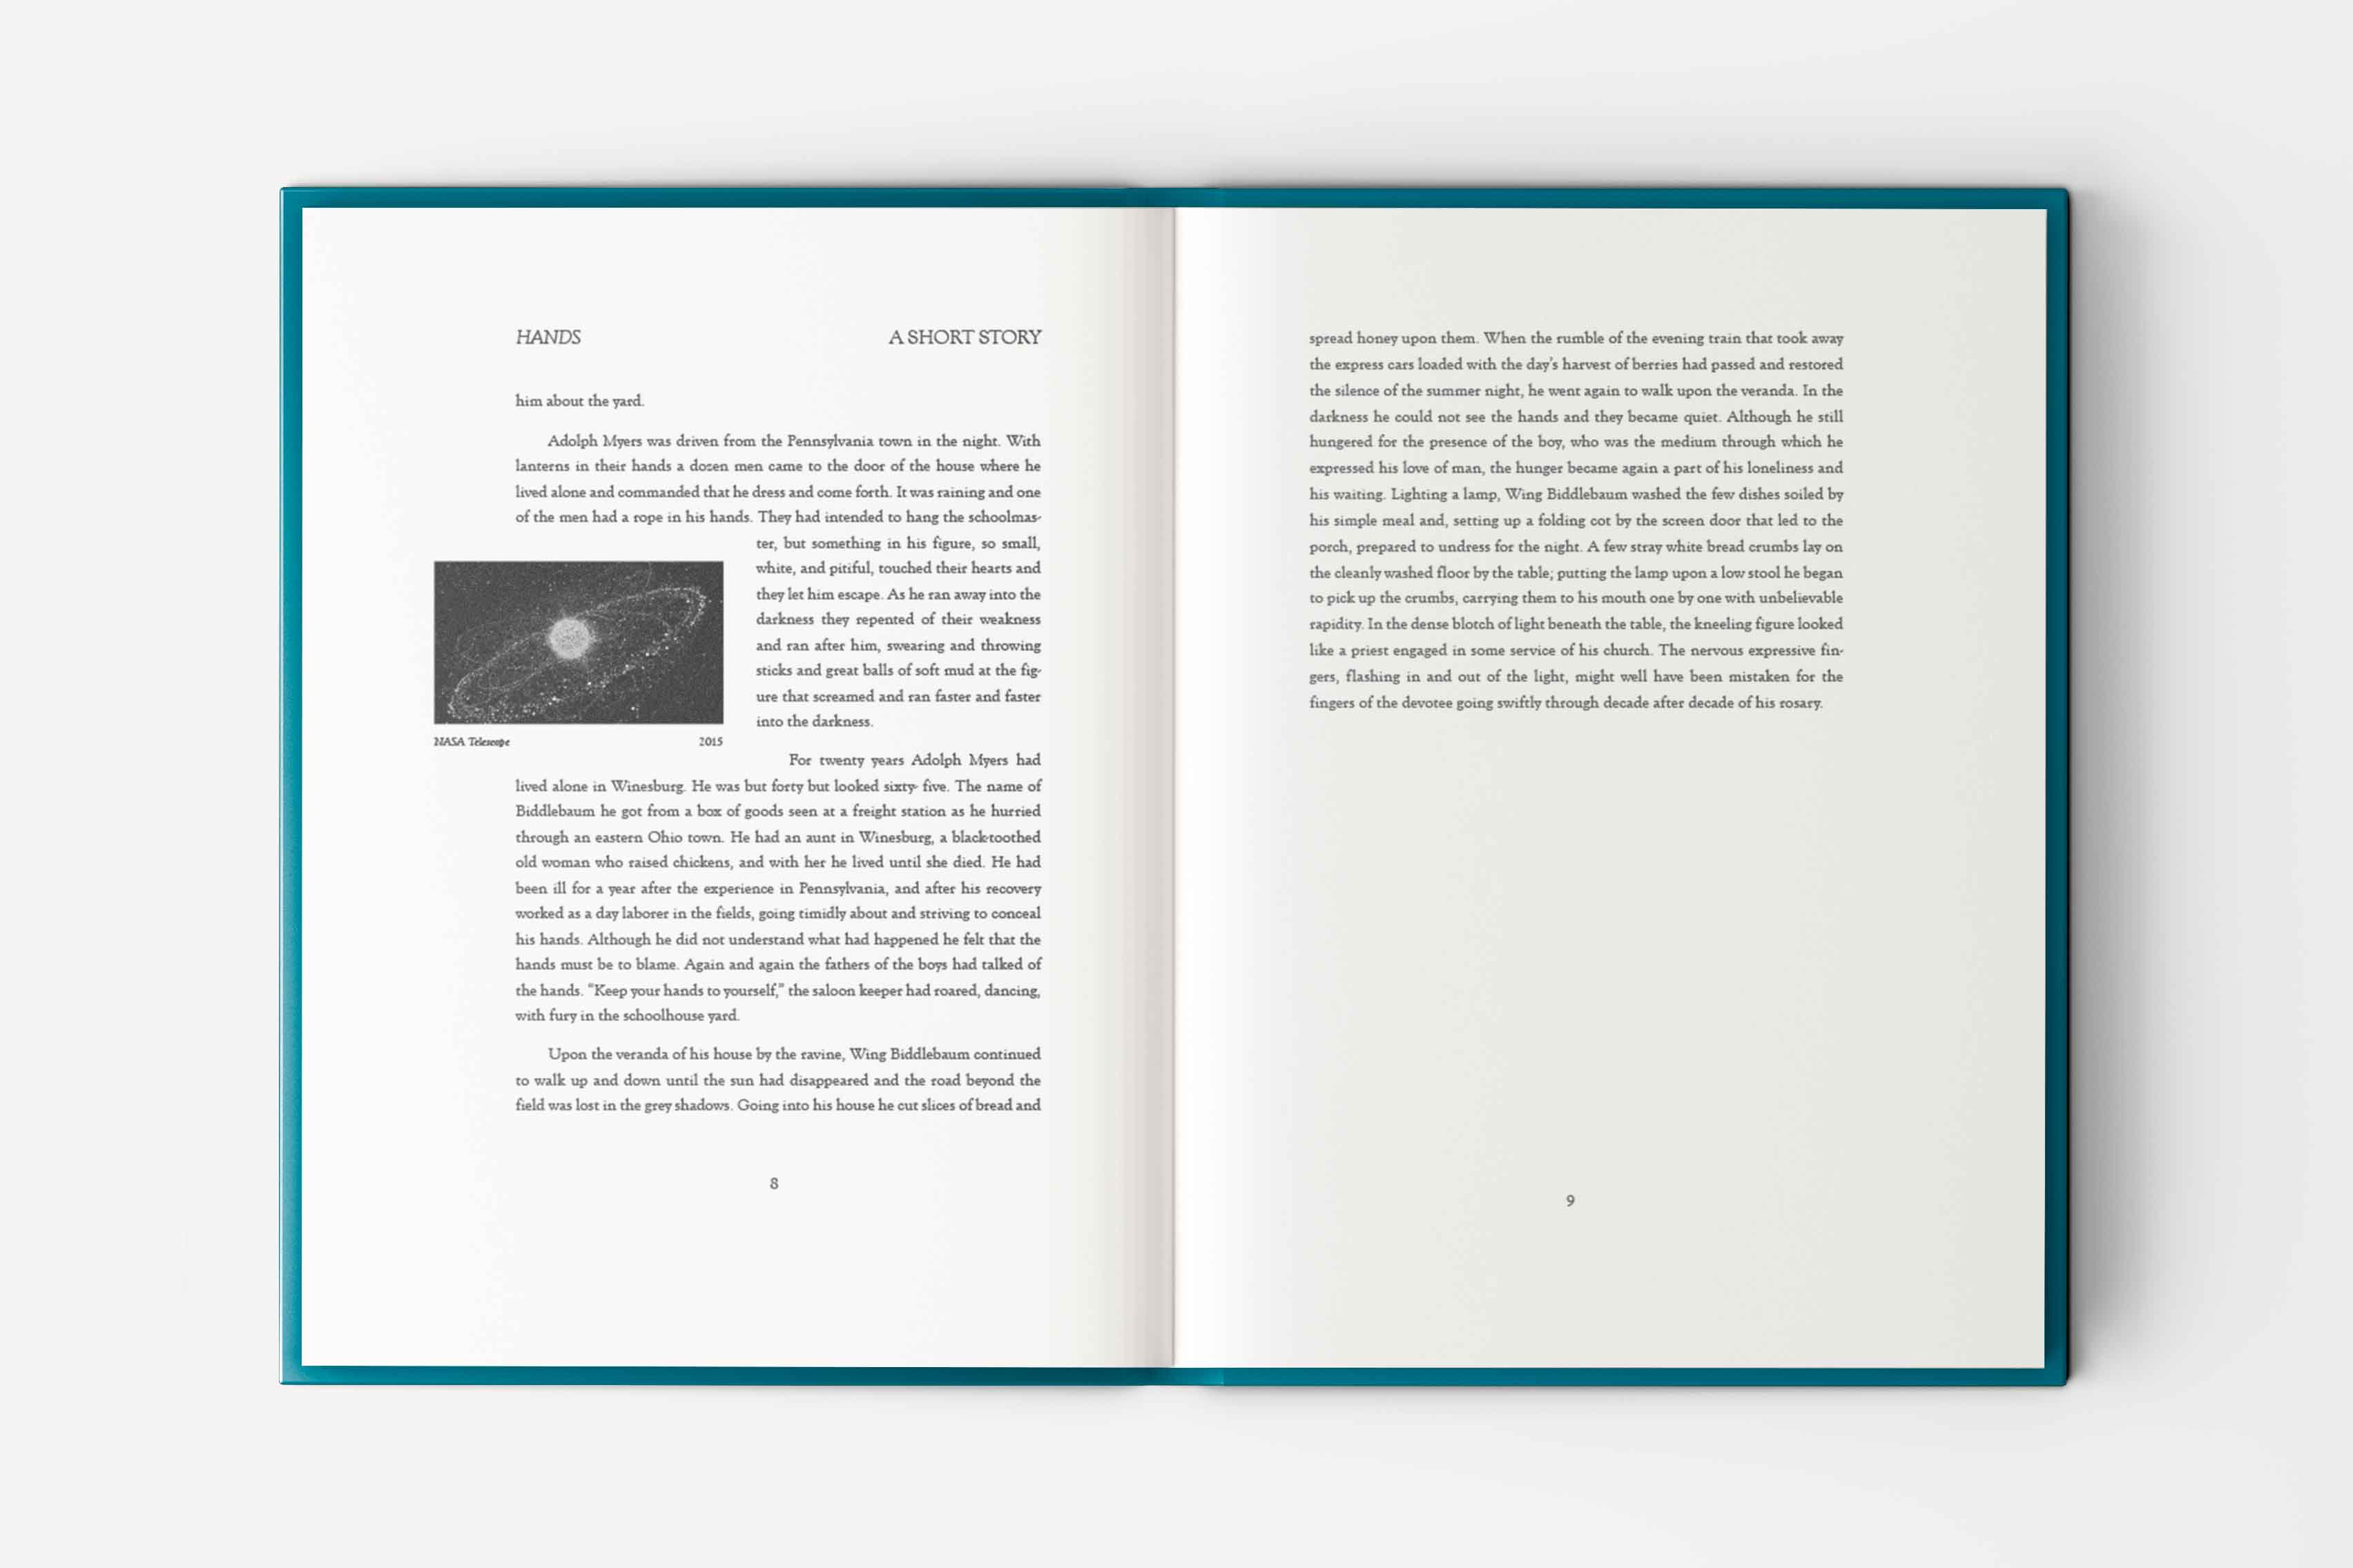 HANDS A SHORT STORY
him about the yard.
Adolph Myers was driven from the Pennsylvania town in the night. With
lanterns in their hands a dozen men came to the door of the house where he
lived alone and commanded that he dress and come forth. It was raining and one
of the men had a rope in his hands. They had intended to hang the schoolmas-
ter, but something in his figure, so small,
white, and pitiful, touched their hearts and
they let him escape. As he ran away into the
darkness they repented of their weakness
and ran after him, swearing and throwing
sticks and great balls of soft mud at the fig-
ure that screamed and ran faster and faster
into the darkness.
NASA Telescope 2015
For twenty years Adolph Myers had
lived alone in Winesburg. He was but forty but looked sixty- five. The name of
Biddlebaum he got from a box of goods seen at a freight station as he hurried
through an eastern Ohio town. He had an aunt in Winesburg, a black-toothed
old woman who raised chickens, and with her he lived until she died. He had
been ill for a year after the experience in Pennsylvania, and after his recovery
worked as a day laborer in the fields, going timidly about and striving to conceal
his hands. Although he did not understand what had happened he felt that the
hands must be to blame. Again and again the fathers of the boys had talked of
the hands. “Keep your hands to yourself,” the saloon keeper had roared, dancing,
with fury in the schoolhouse yard.
Upon the veranda of his house by the ravine, Wing Biddlebaum continued
to walk up and down until the sun had disappeared and the road beyond the
field was lost in the grey shadows. Going into his house he cut slices of bread and
8
spread honey upon them. When the rumble of the evening train that took away
the express cars loaded with the day’s harvest of berries had passed and restored
the silence of the summer night, he went again to walk upon the veranda. In the
darkness he could not see the hands and they became quiet. Although he still
hungered for the presence of the boy, who was the medium through which he
expressed his love of man, the hunger became again a part of his loneliness and
his waiting. Lighting a lamp, Wing Biddlebaum washed the few dishes soiled by
his simple meal and, setting up a folding cot by the screen door that led to the
porch, prepared to undress for the night. A few stray white bread crumbs lay on
the cleanly washed floor by the table; putting the lamp upon a low stool he began
to pick up the crumbs, carrying them to his mouth one by one with unbelievable
rapidity. In the dense blotch of light beneath the table, the kneeling figure looked
like a priest engaged in some service of his church. The nervous expressive fin-
gers, flashing in and out of the light, might well have been mistaken for the
fingers of the devotee going swiftly through decade after decade of his rosary.
9